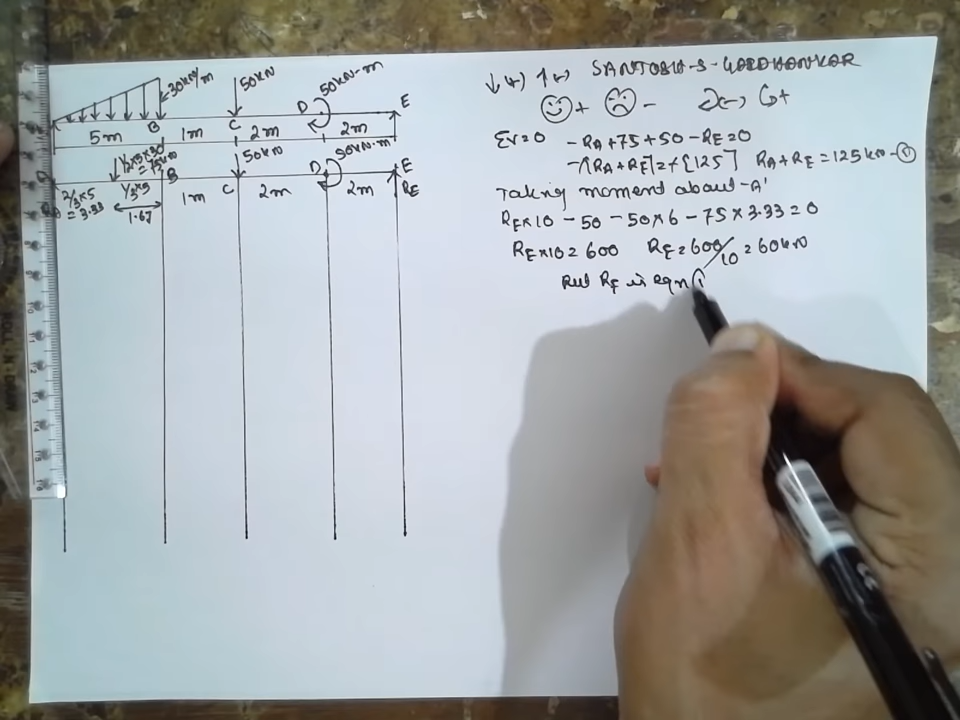 30kN/m
50kN
50kN-m
D
E
5m
B
1m
C
2m
2m
1/2×5×30
= 75kN
50kN
50kN-m
B
C
D
E
RE
2/3×5
= 3.33
1/3×5
1.67
1m
2m
2m
↓(+) ↑(-) SANTOSH-S-
+ - (-) +
Σv=0 -RA+75+50-RE=0
-[RA+RE]=-[125] RA+RE=125kN-①
Taking moment about-A'
RE×10-50-50×6-75×3.33=0
RE×10=600 RE=600/10=60kN
Put RE in eqn ①